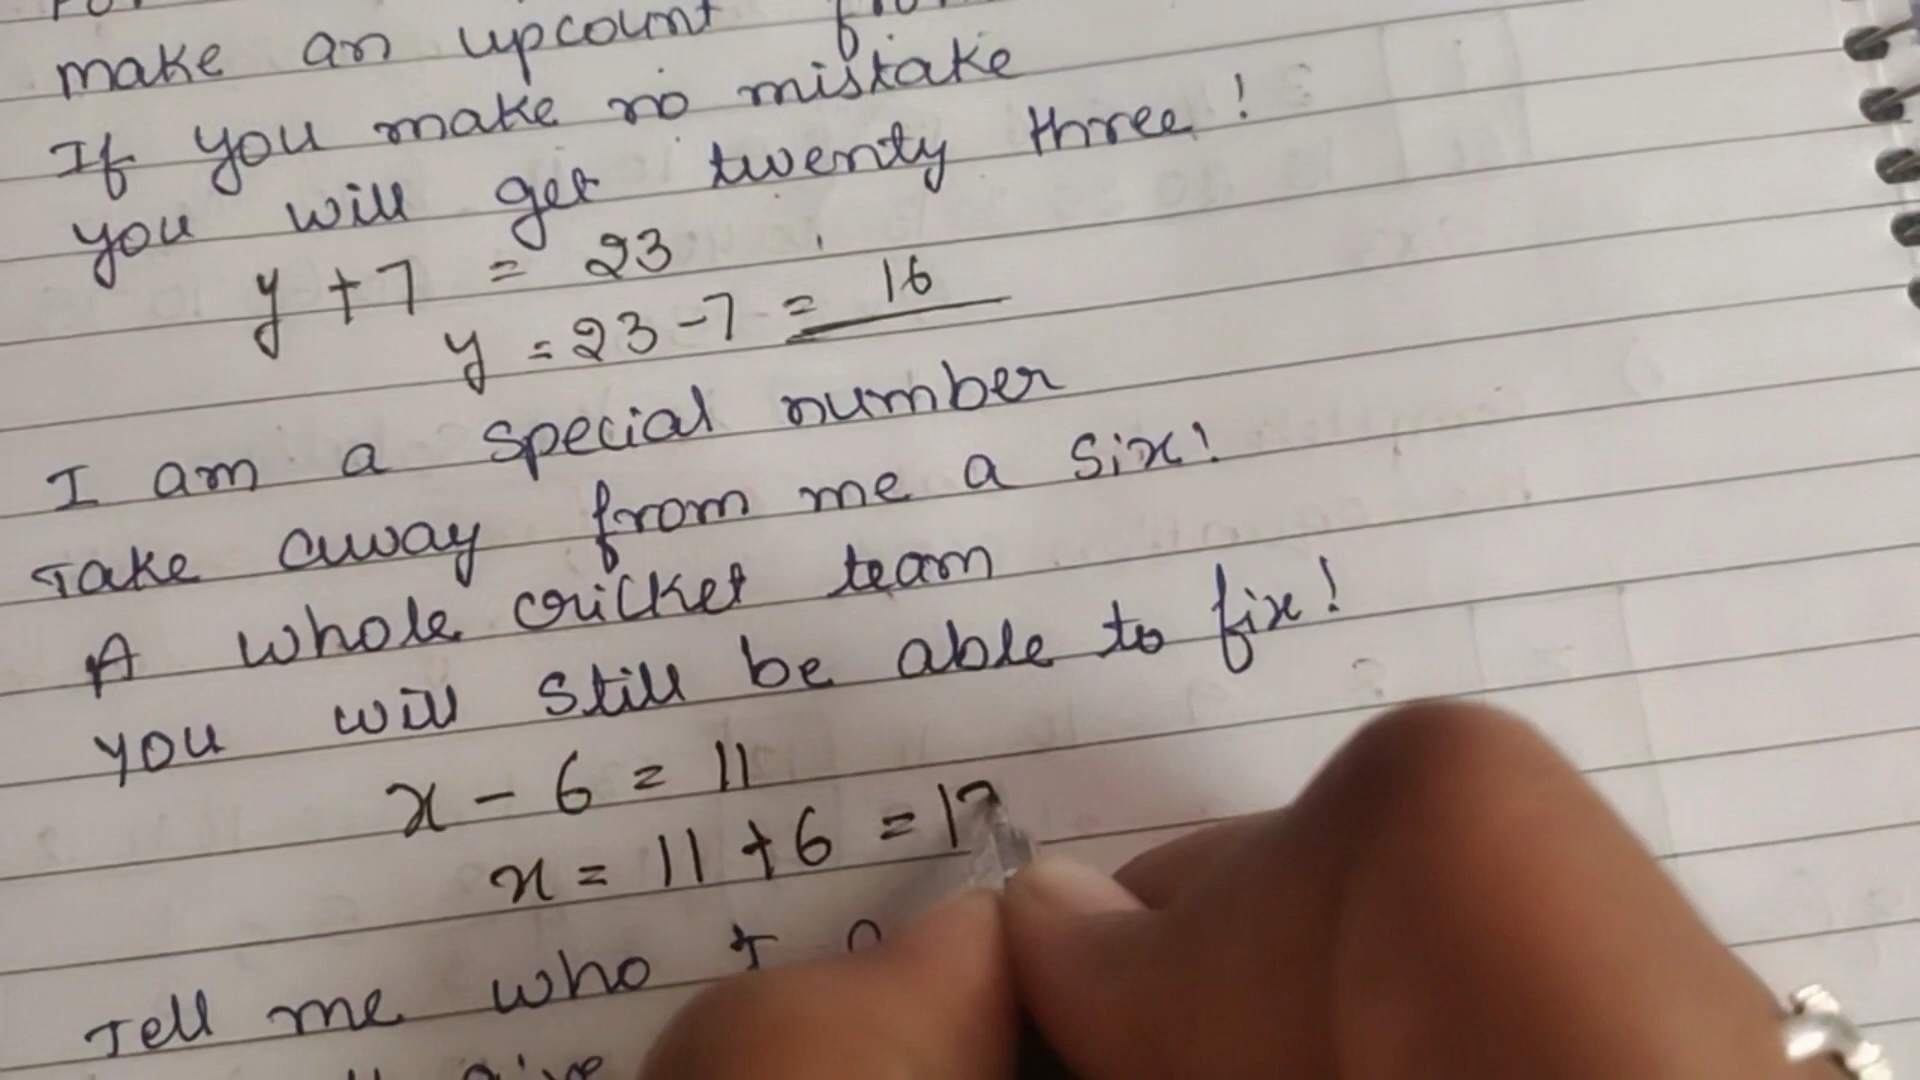 make an upcount
If you make no mistake
you will get twenty three!
y + 7 = 23
y = 23 - 7 = 16
I am a special number
Take away from me a six!
A whole cricket team
you will still be able to fix!
x - 6 = 11
x = 11 + 6 = 17
Tell me who I